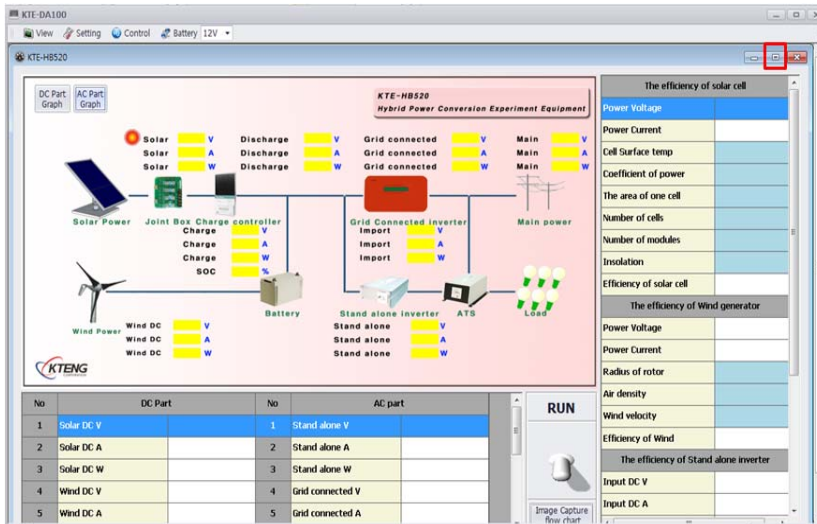 KTE-DA100
View Setting Control Battery 12V
KTE-HB520
DC Part Graph
AC Part Graph
KTE-HB520
Hybrid Power Conversion Experiment Equipment
Solar V Discharge V Grid connected V Main V
Solar A Discharge A Grid connected A Main A
Solar W Discharge W Grid connected W Main W
Solar Power Joint Box Charge controller Grid Connected inverter Main power
Charge V Import V
Charge A Import A
Charge W Import W
SOC %
Battery Stand alone inverter ATS Load
Wind Power
Wind DC V Stand alone V
Wind DC A Stand alone A
Wind DC W Stand alone W
KTENG
No DC Part No AC part
1 Solar DC V 1 Stand alone V
2 Solar DC A 2 Stand alone A
3 Solar DC W 3 Stand alone W
4 Wind DC V 4 Grid connected V
5 Wind DC A 5 Grid connected A
RUN
Image Capture
flow chart
The efficiency of solar cell
Power Voltage
Power Current
Cell Surface temp
Coefficient of power
The area of one cell
Number of cells
Number of modules
Insolation
Efficiency of solar cell
The efficiency of Wind generator
Power Voltage
Power Current
Radius of rotor
Air density
Wind velocity
Efficiency of Wind
The efficiency of Stand alone inverter
Input DC V
Input DC A